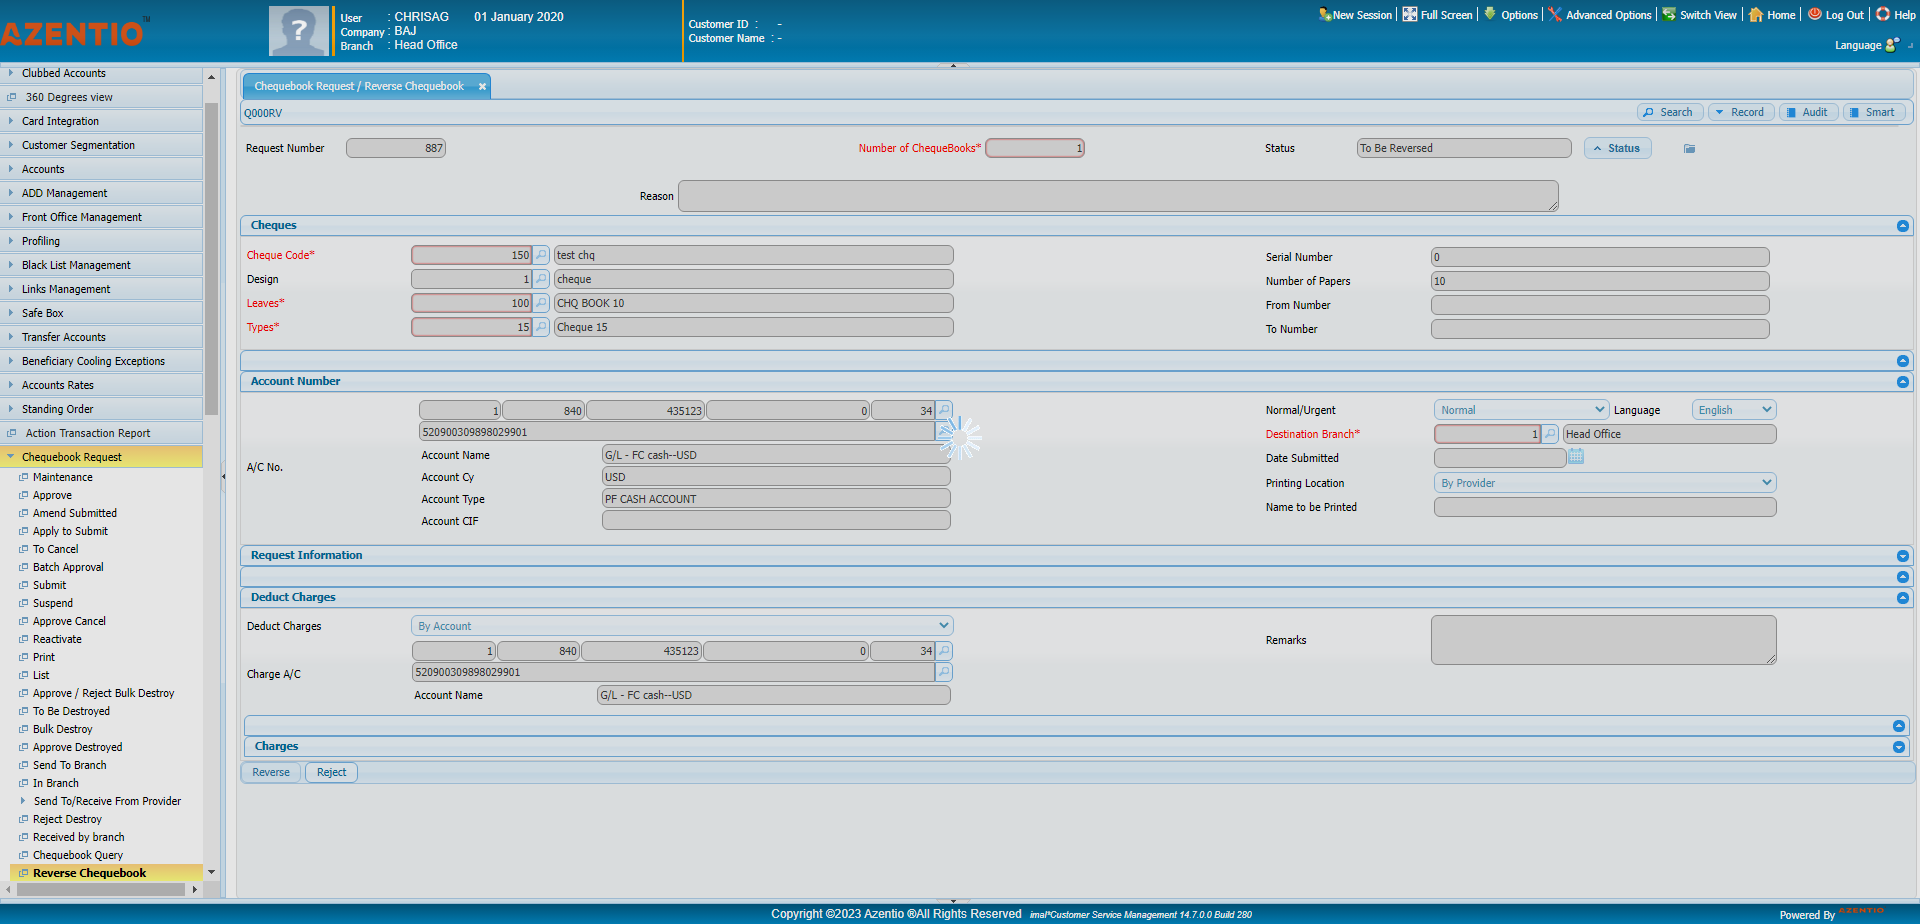 AZENTIO™
User : CHRISAG 01 January 2020
Company : BAJ
Branch : Head Office
Customer ID : -
Customer Name : -
New Session | Full Screen | Options | Advanced Options | Switch View | Home | Log Out | Help
Language
Clubbed Accounts
360 Degrees view
Card Integration
Customer Segmentation
Accounts
ADD Management
Front Office Management
Profiling
Black List Management
Links Management
Safe Box
Transfer Accounts
Beneficiary Cooling Exceptions
Accounts Rates
Standing Order
Action Transaction Report
Chequebook Request
Maintenance
Approve
Amend Submitted
Apply to Submit
To Cancel
Batch Approval
Submit
Suspend
Approve Cancel
Reactivate
Print
List
Approve / Reject Bulk Destroy
To Be Destroyed
Bulk Destroy
Approve Destroyed
Send To Branch
In Branch
Send To/Receive From Provider
Reject Destroy
Received by branch
Chequebook Query
Reverse Chequebook
Chequebook Request / Reverse Chequebook
Q000RV
Search Record Audit Smart
Request Number 887 Number of ChequeBooks* 1 Status To Be Reversed Status
Reason
Cheques
Cheque Code* 150 test chq Serial Number 0
Design 1 cheque Number of Papers 10
Leaves* 100 CHQ BOOK 10 From Number
Types* 15 Cheque 15 To Number
Account Number
1 840 435123 0 34 Normal/Urgent Normal Language English
520900309898029901 Destination Branch* 1 Head Office
Account Name G/L - FC cash--USD Date Submitted
A/C No.
Account Cy USD Printing Location By Provider
Account Type PF CASH ACCOUNT Name to be Printed
Account CIF
Request Information
Deduct Charges
Deduct Charges By Account Remarks
1 840 435123 0 34
Charge A/C 520900309898029901
Account Name G/L - FC cash--USD
Charges
Reverse Reject
Copyright ©2023 Azentio ®All Rights Reserved imal*Customer Service Management 14.7.0.0 Build 280
Powered By AZENTIO